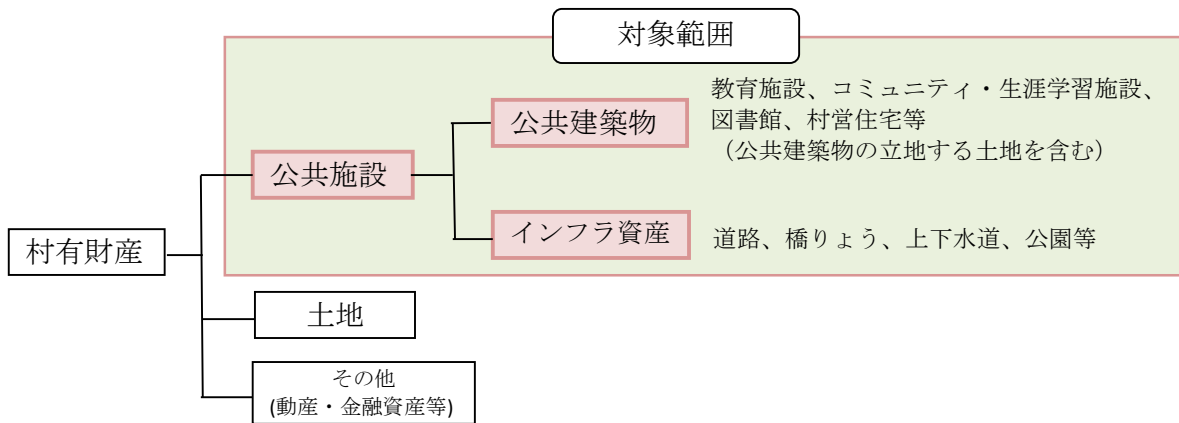 対象範囲
教育施設、コミュニティ・生涯学習施設、
図書館、村営住宅等
（公共建築物の立地する土地を含む）
公共建築物
公共施設
インフラ資産
道路、橋りょう、上下水道、公園等
村有財産
土地
その他
(動産・金融資産等)